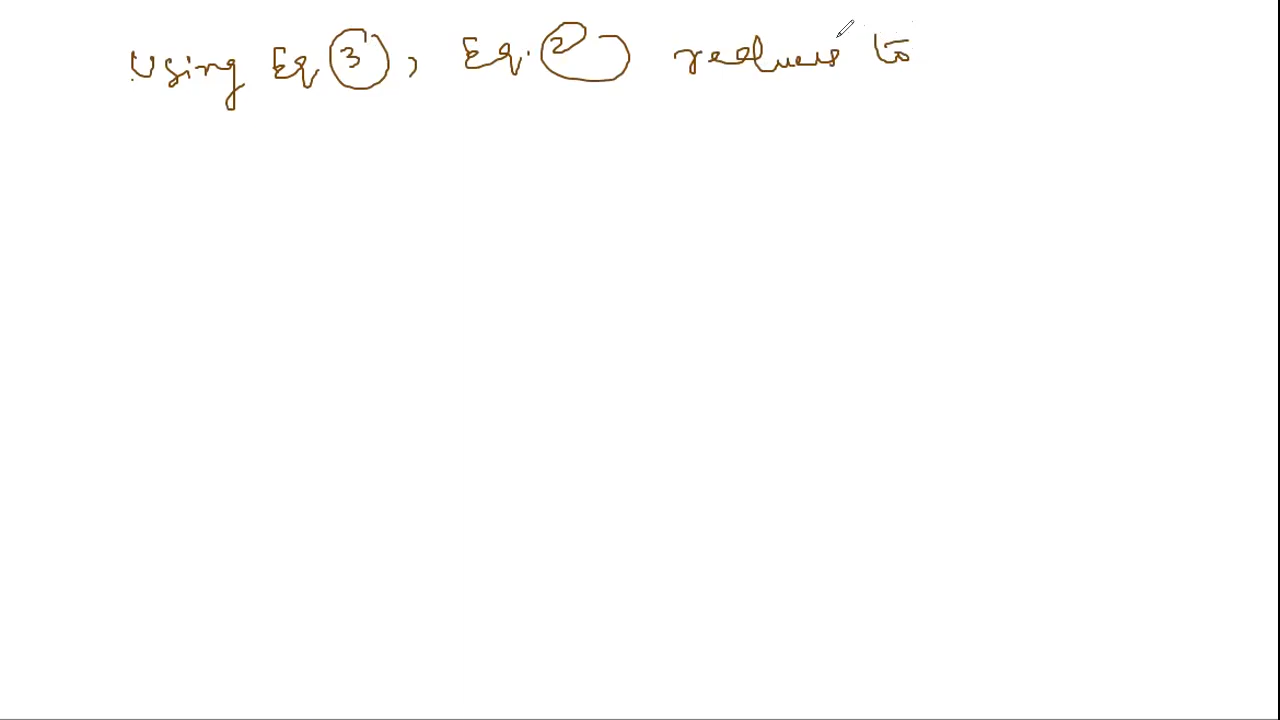 Using Eq. 3, Eq. 2 reduces to